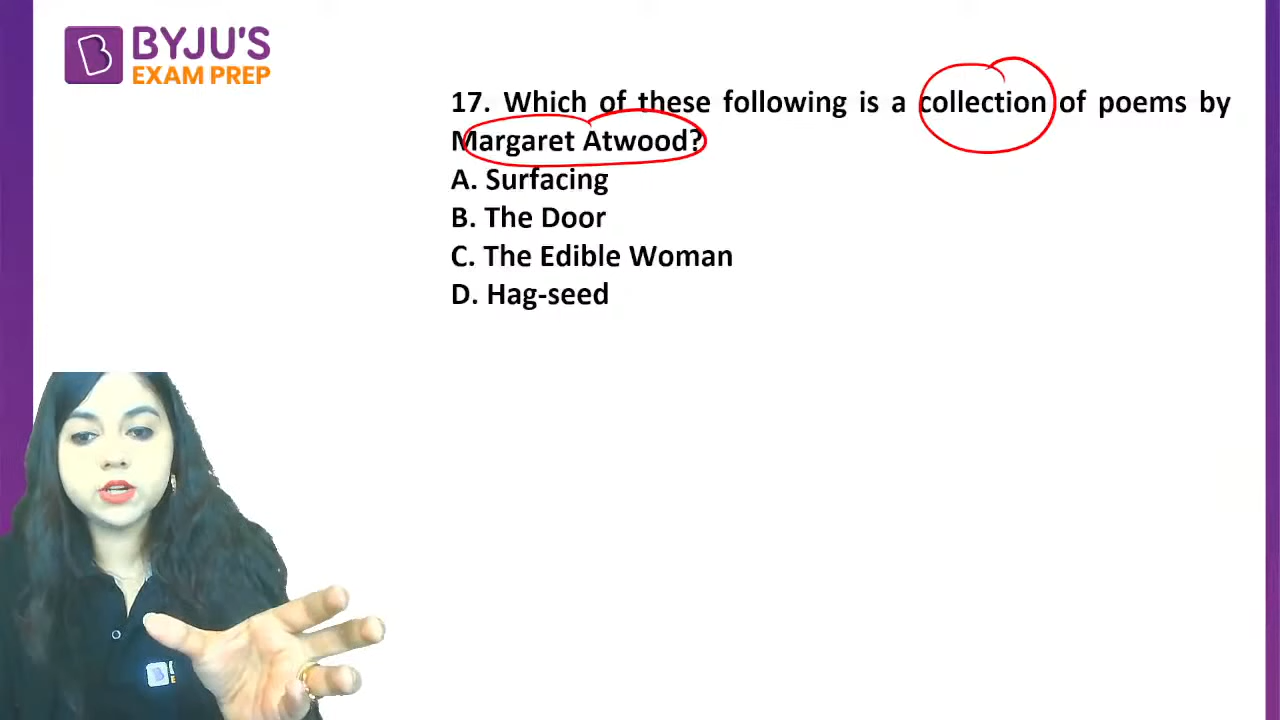 BYJU'S
EXAM PREP
17. Which of these following is a collection of poems by
Margaret Atwood?
A. Surfacing
B. The Door
C. The Edible Woman
D. Hag-seed